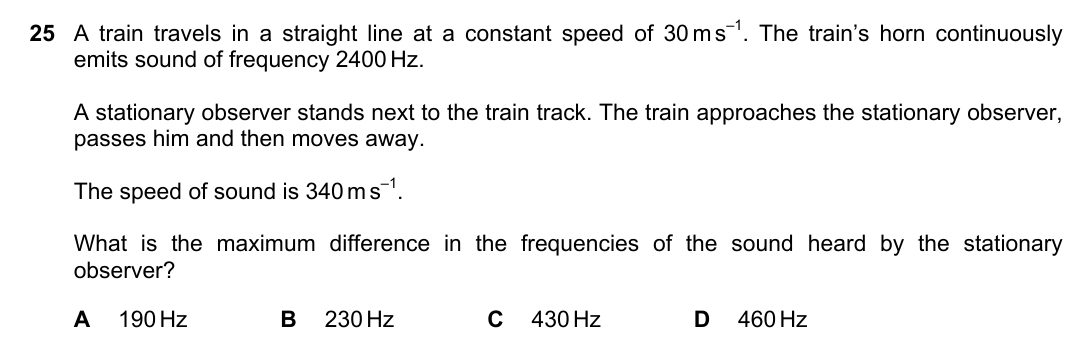 25 A train travels in a straight line at a constant speed of 30 m s⁻¹. The train's horn continuously
emits sound of frequency 2400 Hz.
A stationary observer stands next to the train track. The train approaches the stationary observer,
passes him and then moves away.
The speed of sound is 340 m s⁻¹.
What is the maximum difference in the frequencies of the sound heard by the stationary
observer?
A 190 Hz B 230 Hz C 430 Hz D 460 Hz